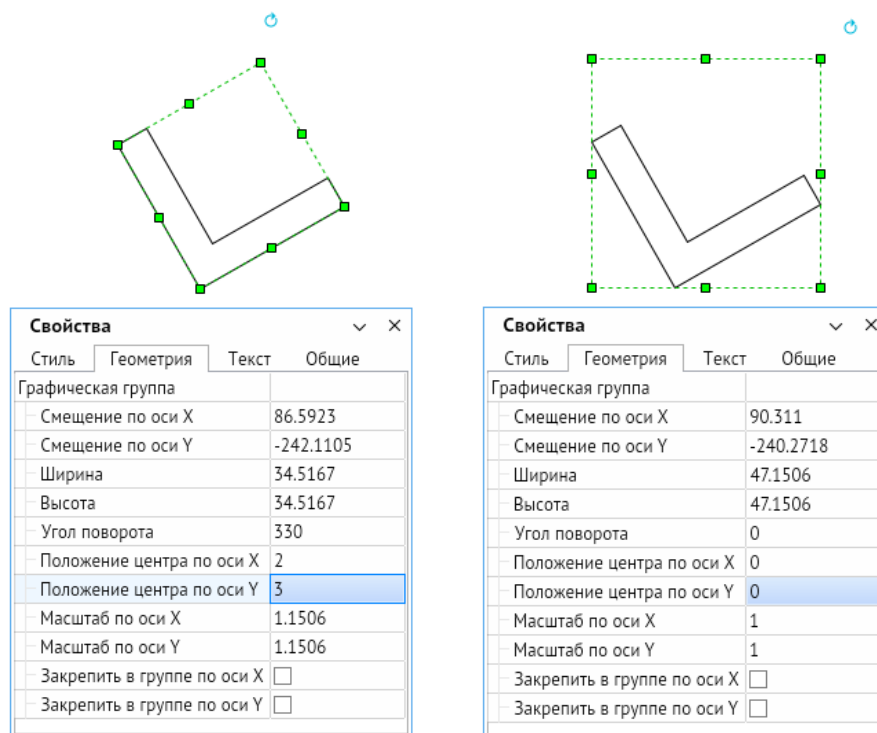 Свойства
Стиль Геометрия Текст Общие
Графическая группа
Смещение по оси X 86.5923
Смещение по оси Y -242.1105
Ширина 34.5167
Высота 34.5167
Угол поворота 330
Положение центра по оси X 2
Положение центра по оси Y 3
Масштаб по оси X 1.1506
Масштаб по оси Y 1.1506
Закрепить в группе по оси X
Закрепить в группе по оси Y
Свойства
Стиль Геометрия Текст Общие
Графическая группа
Смещение по оси X 90.311
Смещение по оси Y -240.2718
Ширина 47.1506
Высота 47.1506
Угол поворота 0
Положение центра по оси X 0
Положение центра по оси Y 0
Масштаб по оси X 1
Масштаб по оси Y 1
Закрепить в группе по оси X
Закрепить в группе по оси Y